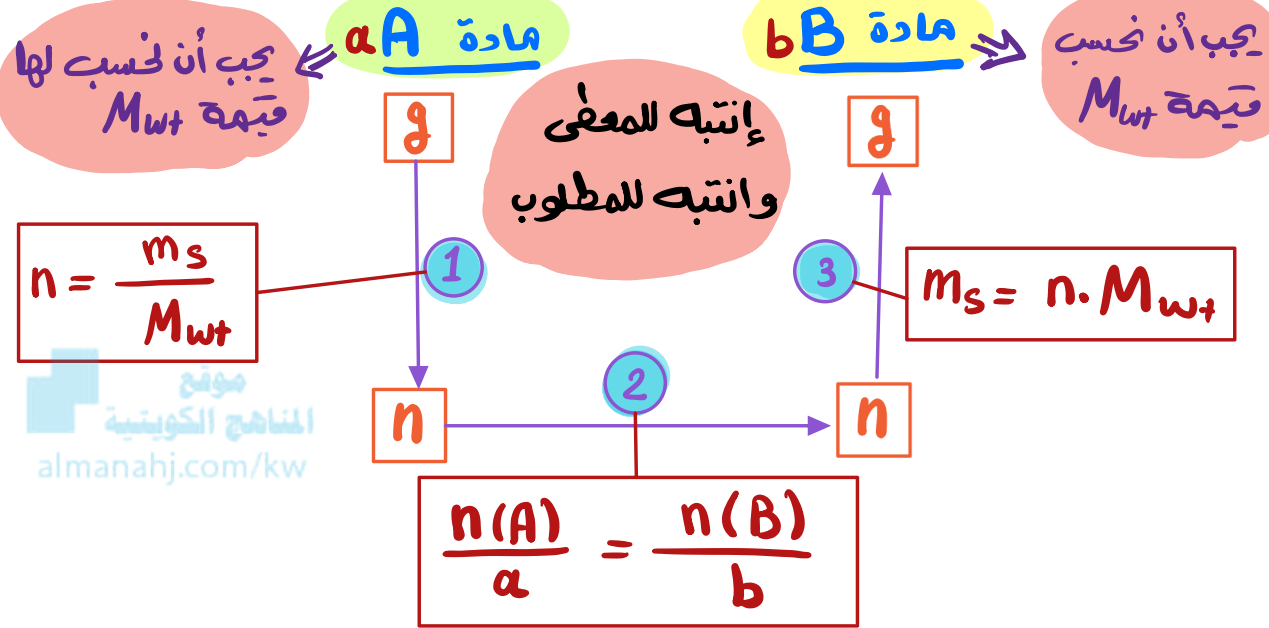 يجب أن نحسب لها
قيمة Mwt
aA مادة
bB مادة
يجب أن نحسب
قيمة Mwt
g
g
إنتبه للمعطى
وانتبه للمطلوب
n = ms / Mwt
1
3
ms = n. Mwt
2
n
n
موقع
المناهج الكويتية
almanahj.com/kw
n(A) / a = n(B) / b